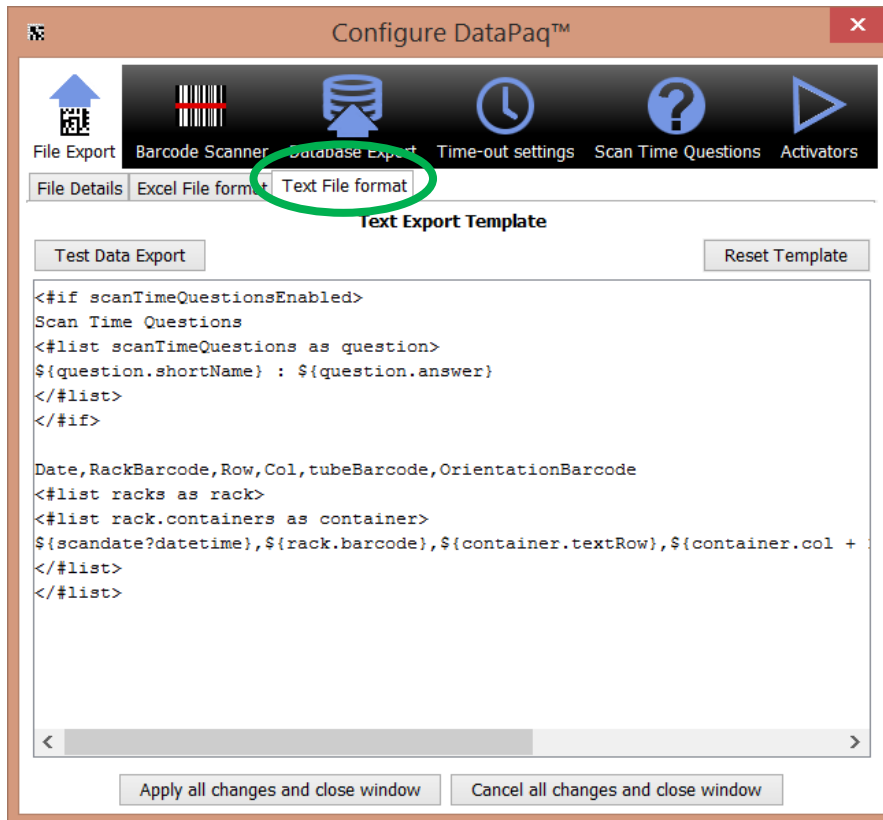 Configure DataPaq™
File Export Barcode Scanner Database Export Time-out settings Scan Time Questions Activators
File Details Excel File format Text File format
Text Export Template
Test Data Export Reset Template
<#if scanTimeQuestionsEnabled>
Scan Time Questions
<#list scanTimeQuestions as question>
${question.shortName} : ${question.answer}
</#list>
</#if>
Date,RackBarcode,Row,Col,tubeBarcode,OrientationBarcode
<#list racks as rack>
<#list rack.containers as container>
${scandate?datetime},${rack.barcode},${container.textRow},${container.col +
</#list>
</#list>
Apply all changes and close window Cancel all changes and close window